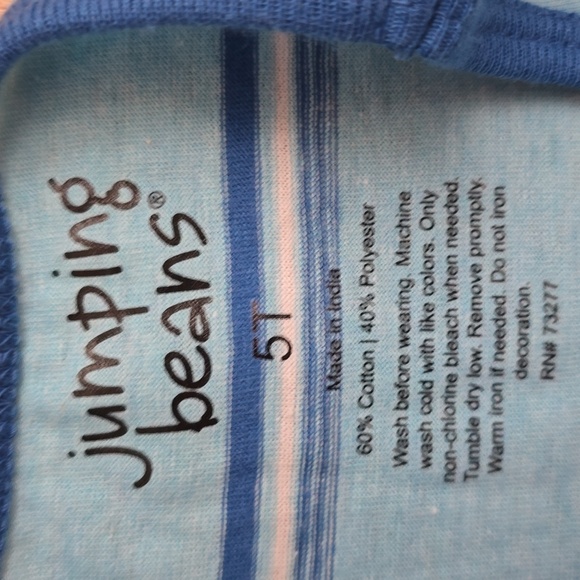 jumping
beans®
5T
Made in India
60% Cotton | 40% Polyester
Wash before wearing. Machine
wash cold with like colors. Only
non-chlorine bleach when needed.
Tumble dry low. Remove promptly.
Warm iron if needed. Do not iron
decoration.
RN# 73277